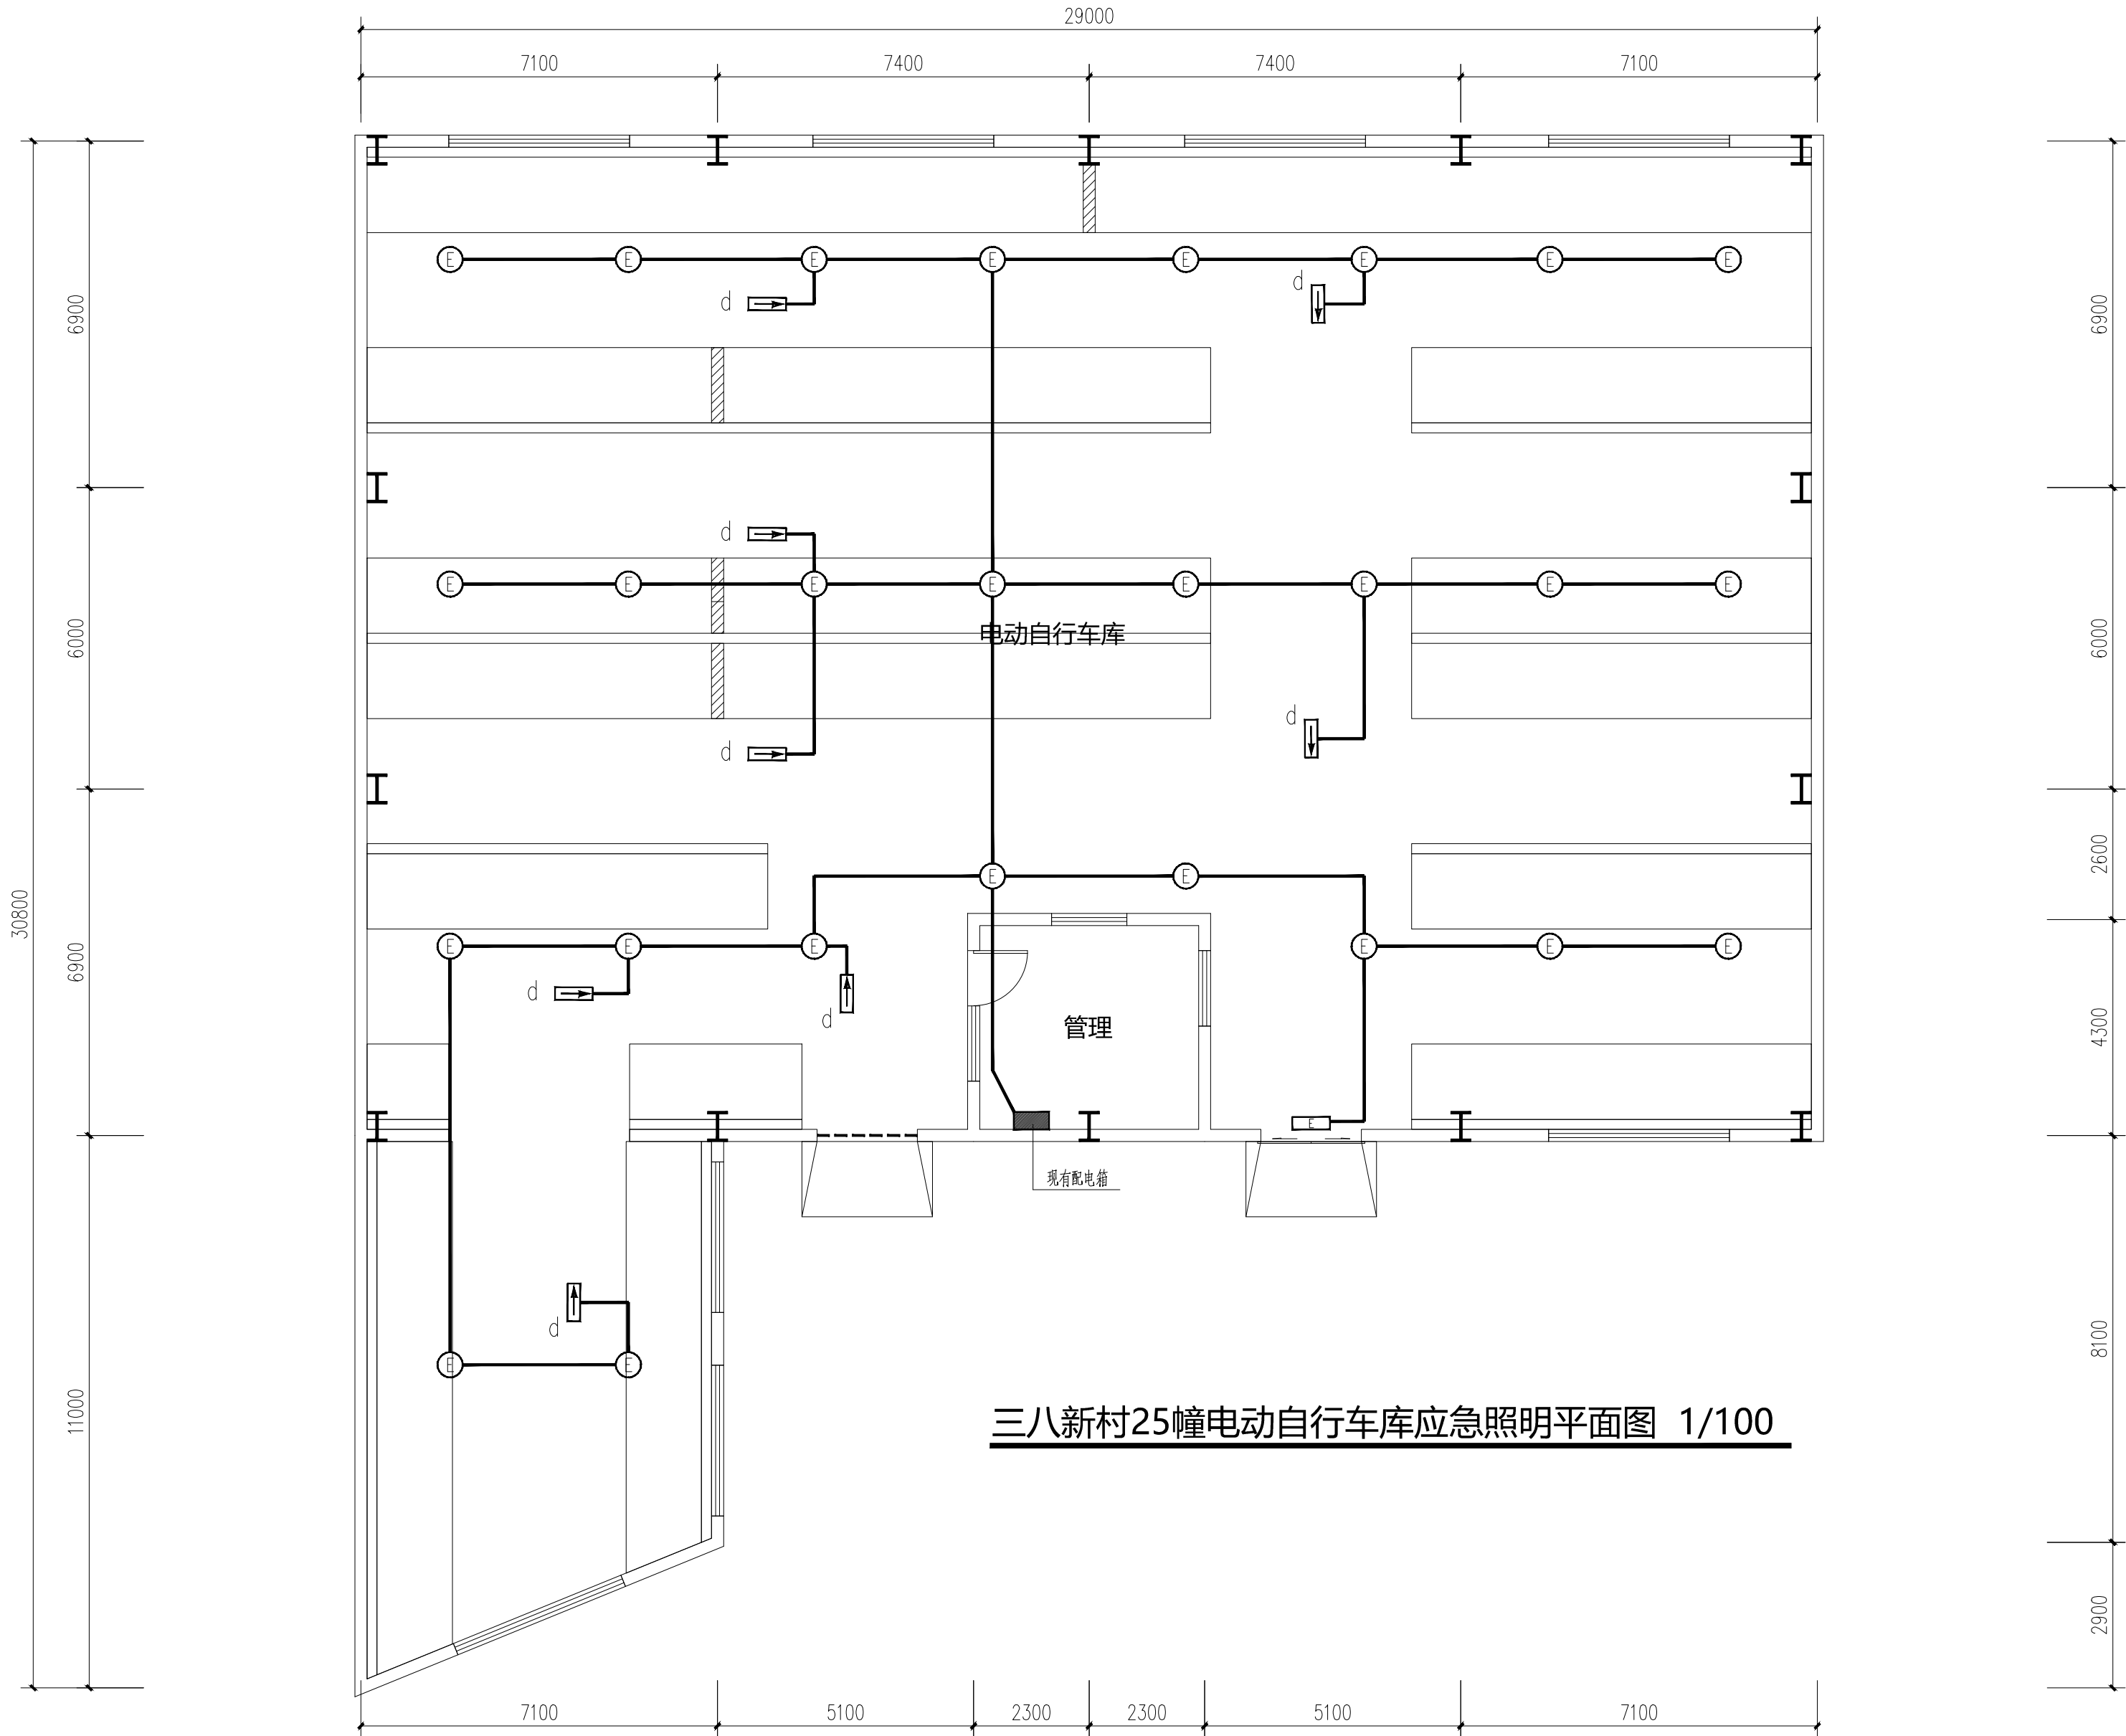 29000
7100 7400 7400 7100
E E E E E E E E
d d
6900 6900
d
E E E E E E E E
电动自行车库
6000 6000
d
d
2600
E E
30800
6900
E E E E E E
d
d
管理
4300
E
现有配电箱
d
8100
E E
三八新村25幢电动自行车库应急照明平面图 1/100
11000
2900
7100 5100 2300 2300 5100 7100